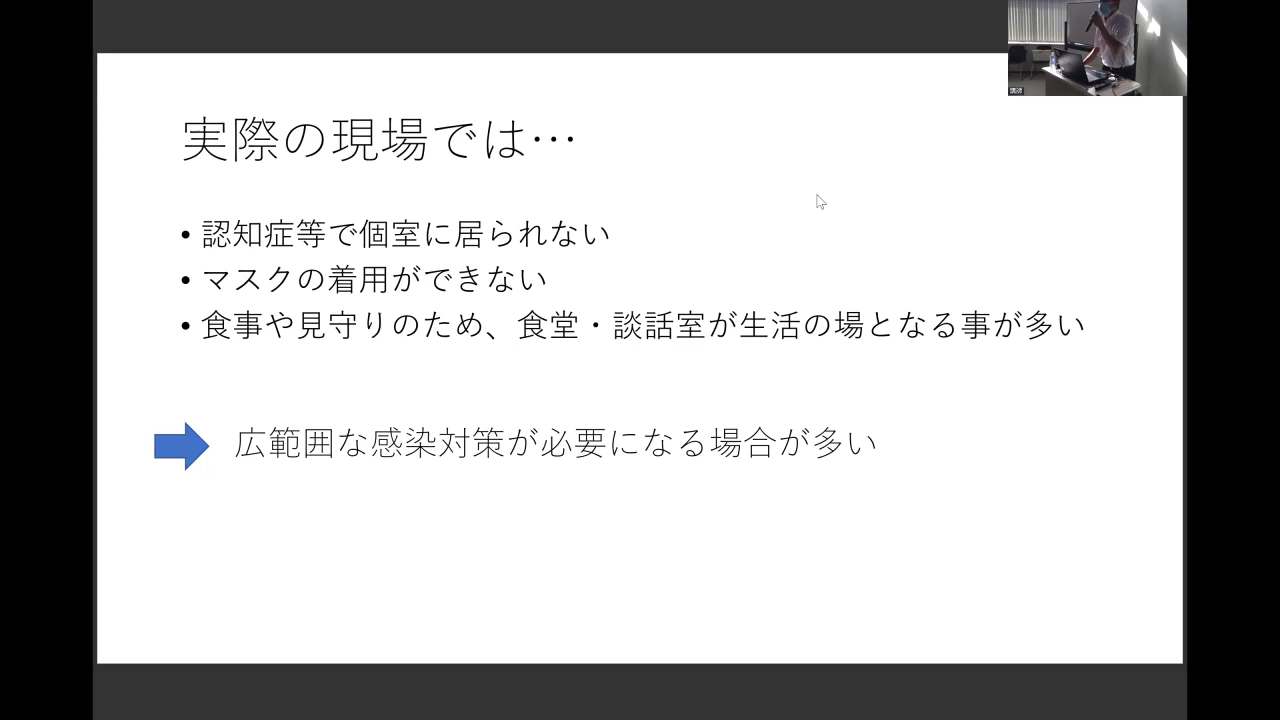 実際の現場では…
• 認知症等で個室に居られない
• マスクの着用ができない
• 食事や見守りのため、食堂・談話室が生活の場となる事が多い
広範囲な感染対策が必要になる場合が多い
講師